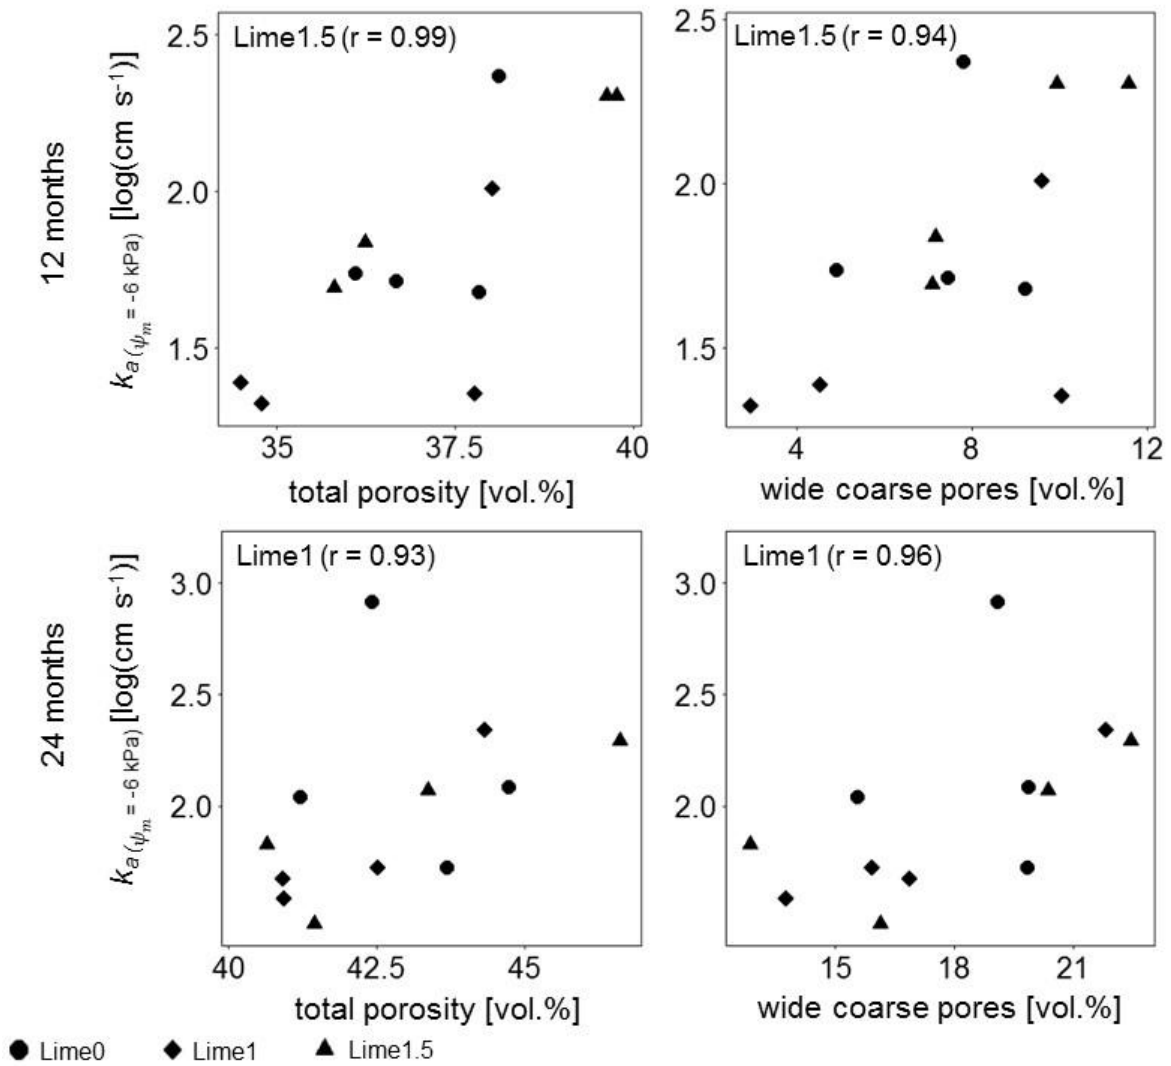 Lime1.5 (r = 0.99)
2.5
2.0
1.5
35 37.5 40
total porosity [vol.%]
12 months
kₐ(ψₘ = -6 kPa) [log(cm s⁻¹)]
Lime1.5 (r = 0.94)
2.5
2.0
1.5
4 8 12
wide coarse pores [vol.%]
24 months
kₐ(ψₘ = -6 kPa) [log(cm s⁻¹)]
Lime1 (r = 0.93)
3.0
2.5
2.0
40 42.5 45
total porosity [vol.%]
Lime1 (r = 0.96)
3.0
2.5
2.0
15 18 21
wide coarse pores [vol.%]
Lime0 Lime1 Lime1.5